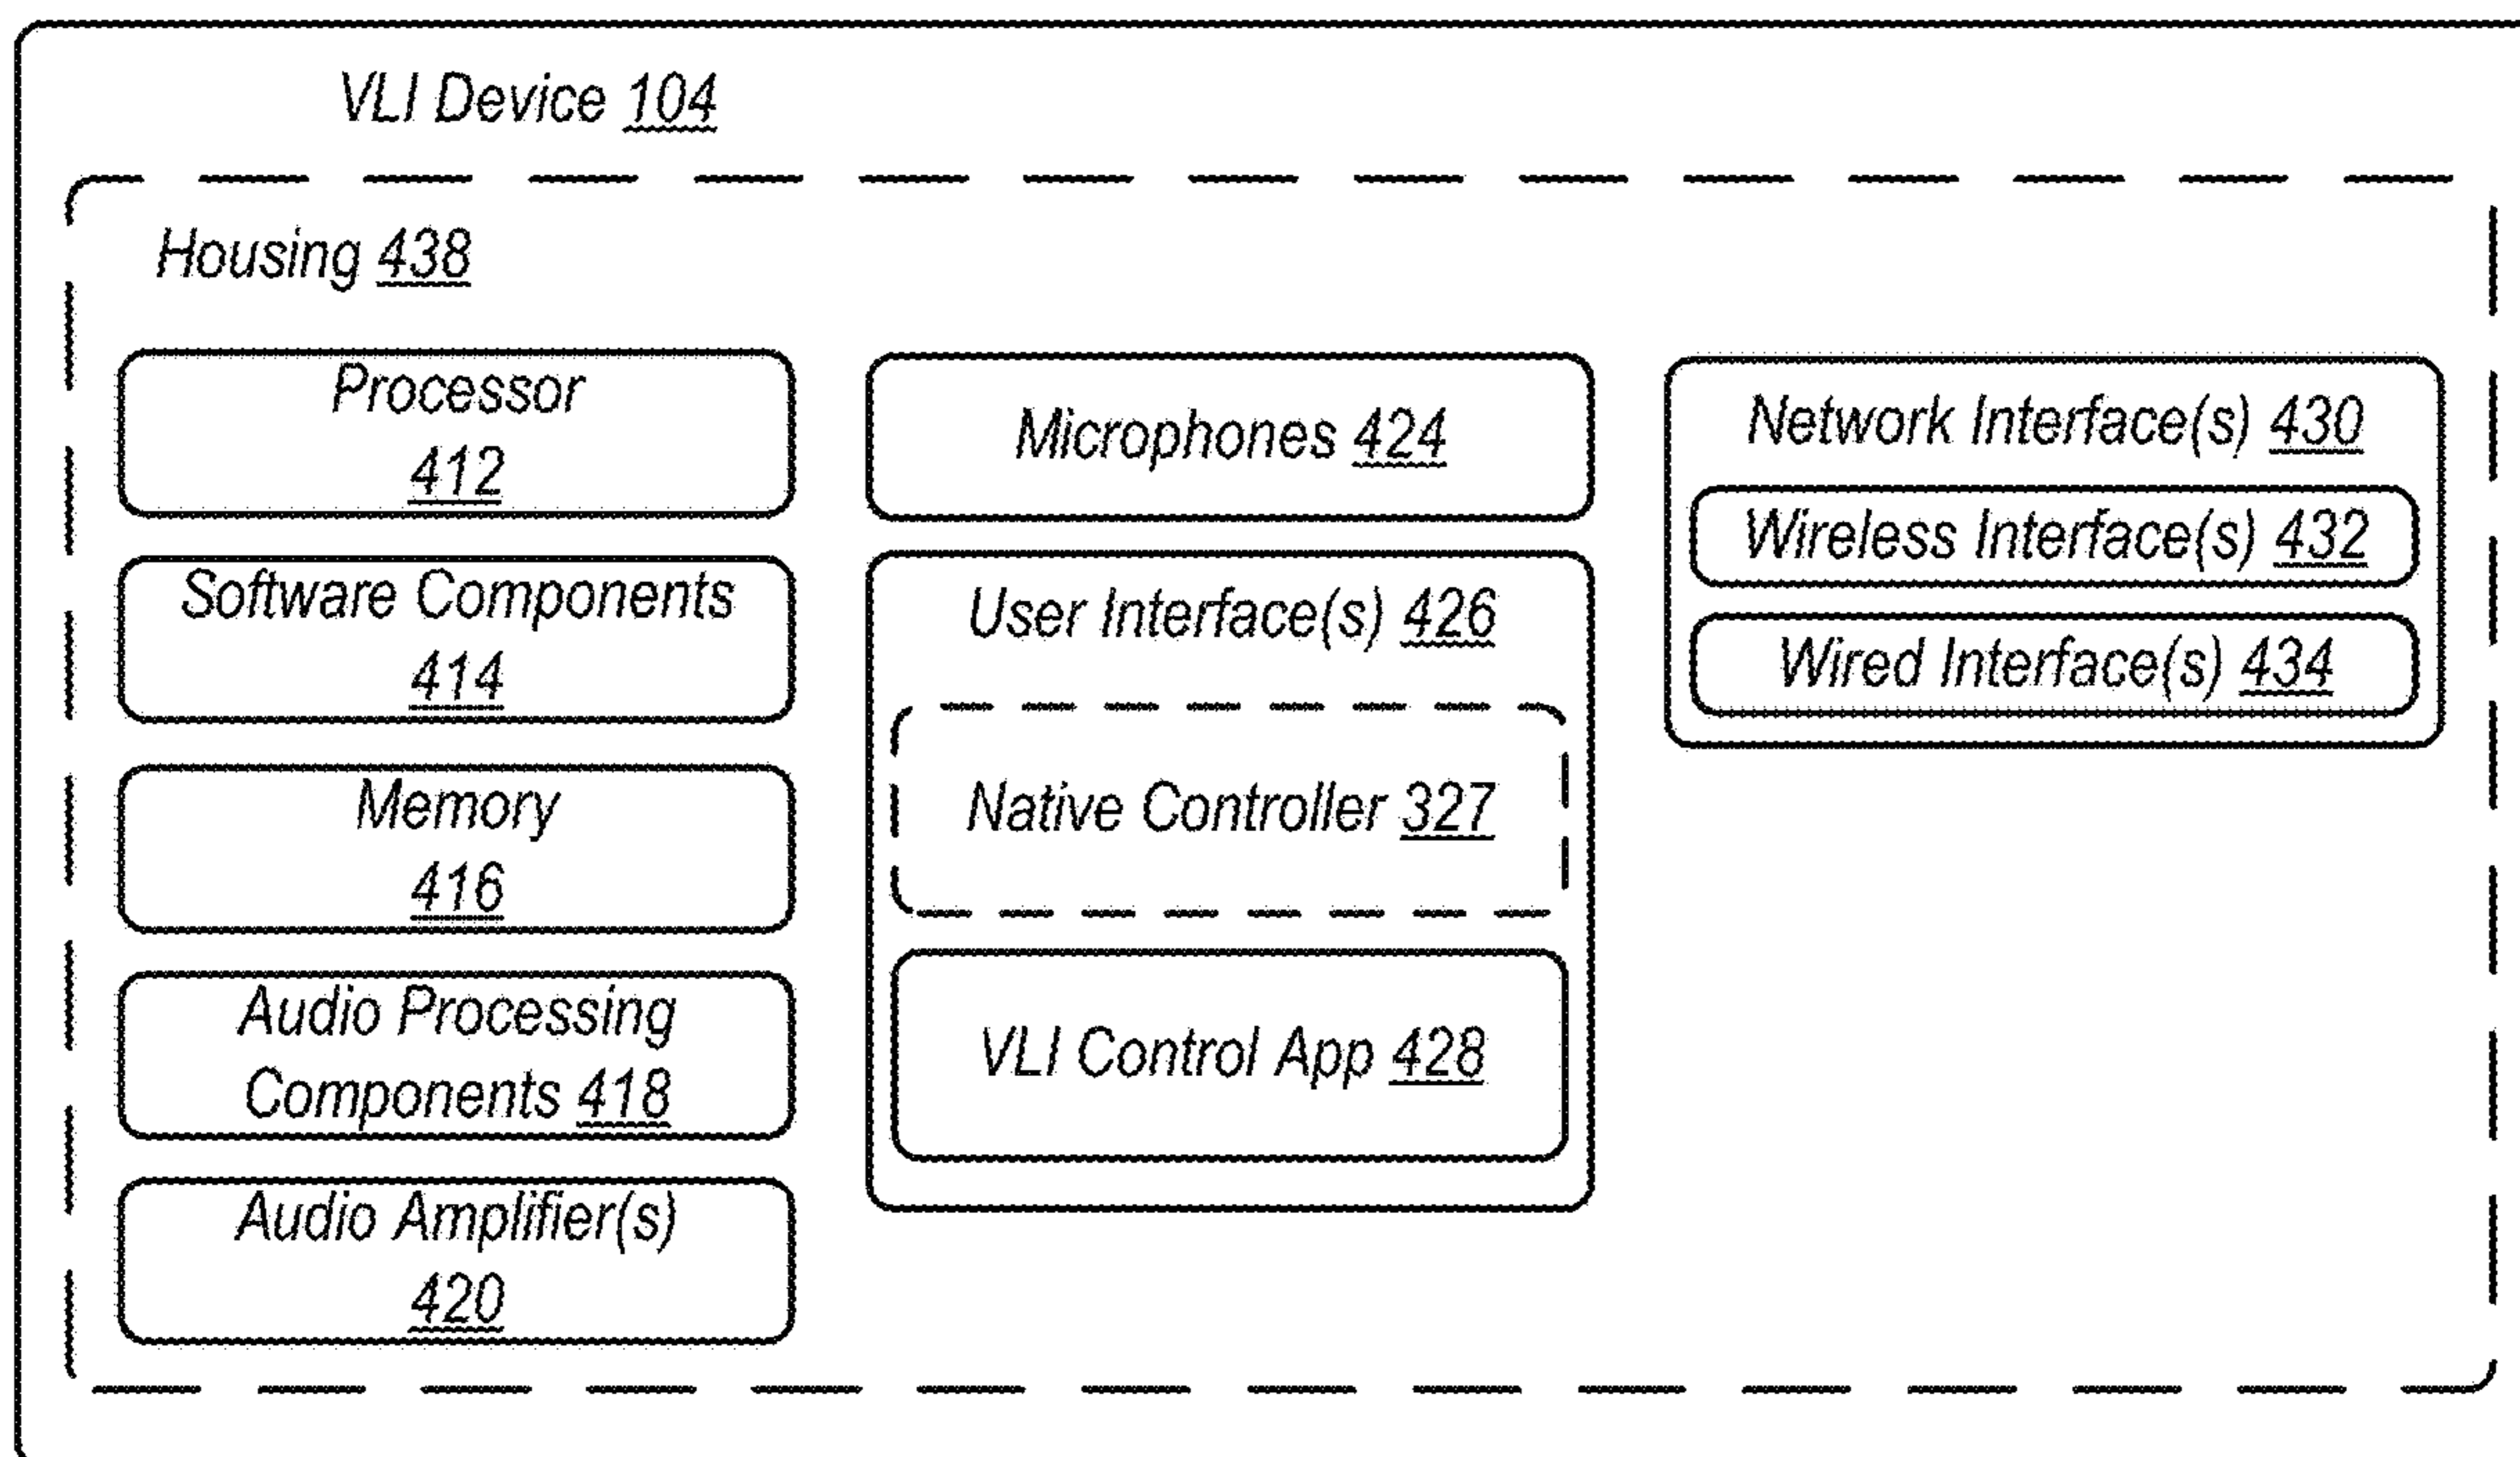 VLI Device 104
Housing 438
Processor
412
Software Components
414
Memory
416
Audio Processing
Components 418
Audio Amplifier(s)
420
Microphones 424
User Interface(s) 426
Native Controller 327
VLI Control App 428
Network Interface(s) 430
Wireless Interface(s) 432
Wired Interface(s) 434